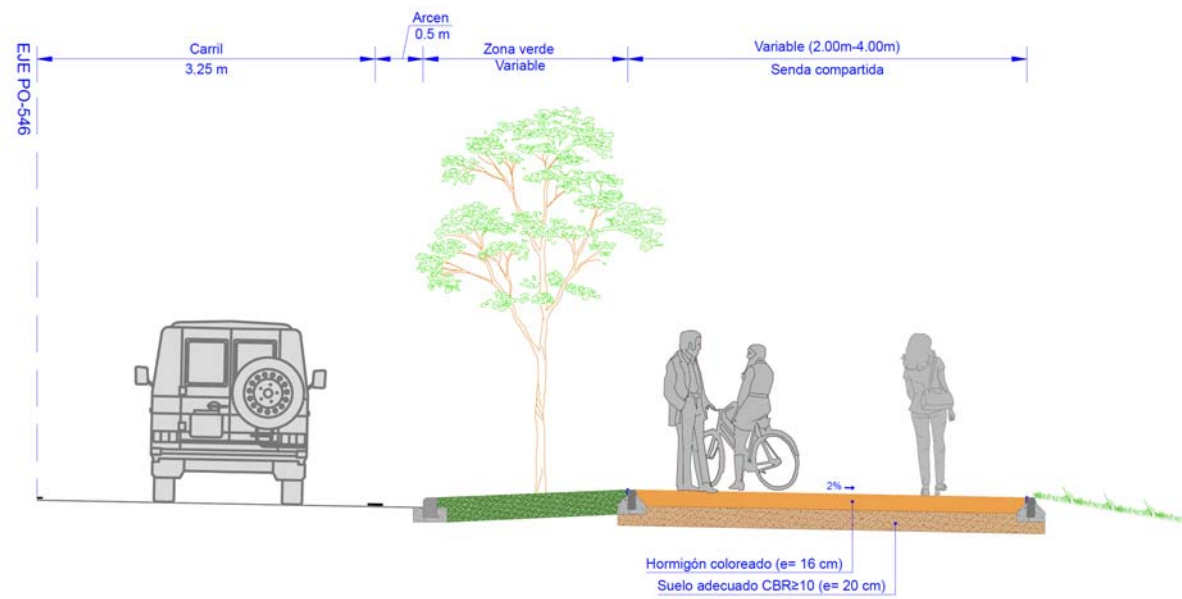 EJE PO-546
Carril
3.25 m
Arcen
0.5 m
Zona verde
Variable
Variable (2.00m-4.00m)
Senda compartida
2%
Hormigón coloreado (e= 16 cm)
Suelo adecuado CBR≥10 (e= 20 cm)